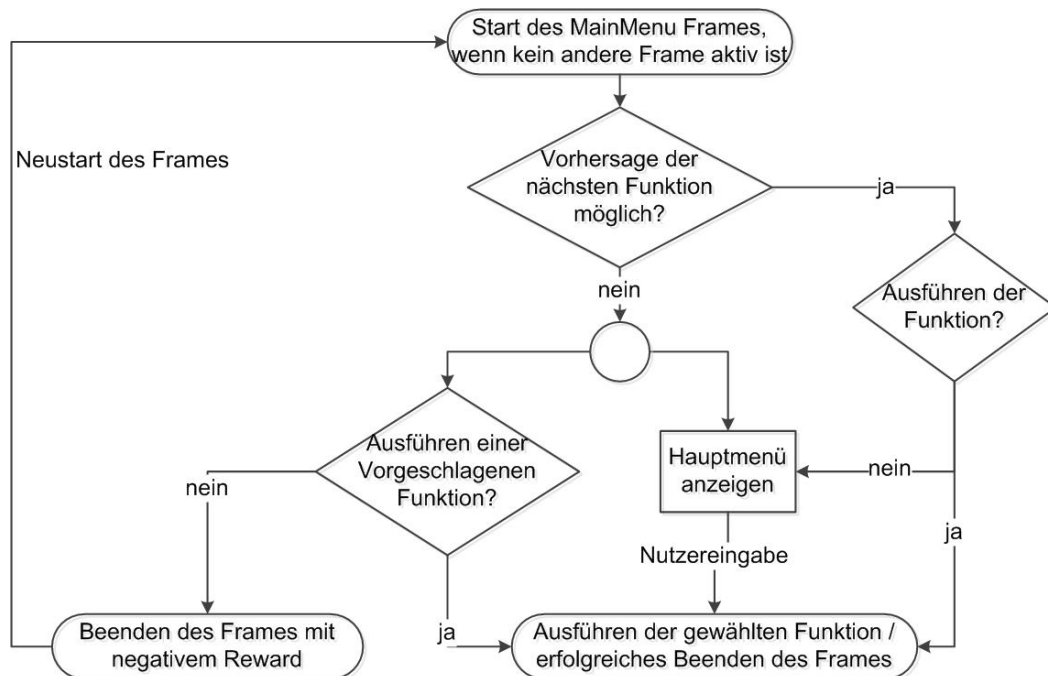 Start des MainMenu Frames,
wenn kein andere Frame aktiv ist
Neustart des Frames
Vorhersage der
nächsten Funktion
möglich?
ja
nein
Ausführen der
Funktion?
Ausführen einer
Vorgeschlagenen
Funktion?
Hauptmenü
anzeigen
nein
nein
ja
Nutzereingabe
ja
Beenden des Frames mit
negativem Reward
Ausführen der gewählten Funktion /
erfolgreiches Beenden des Frames